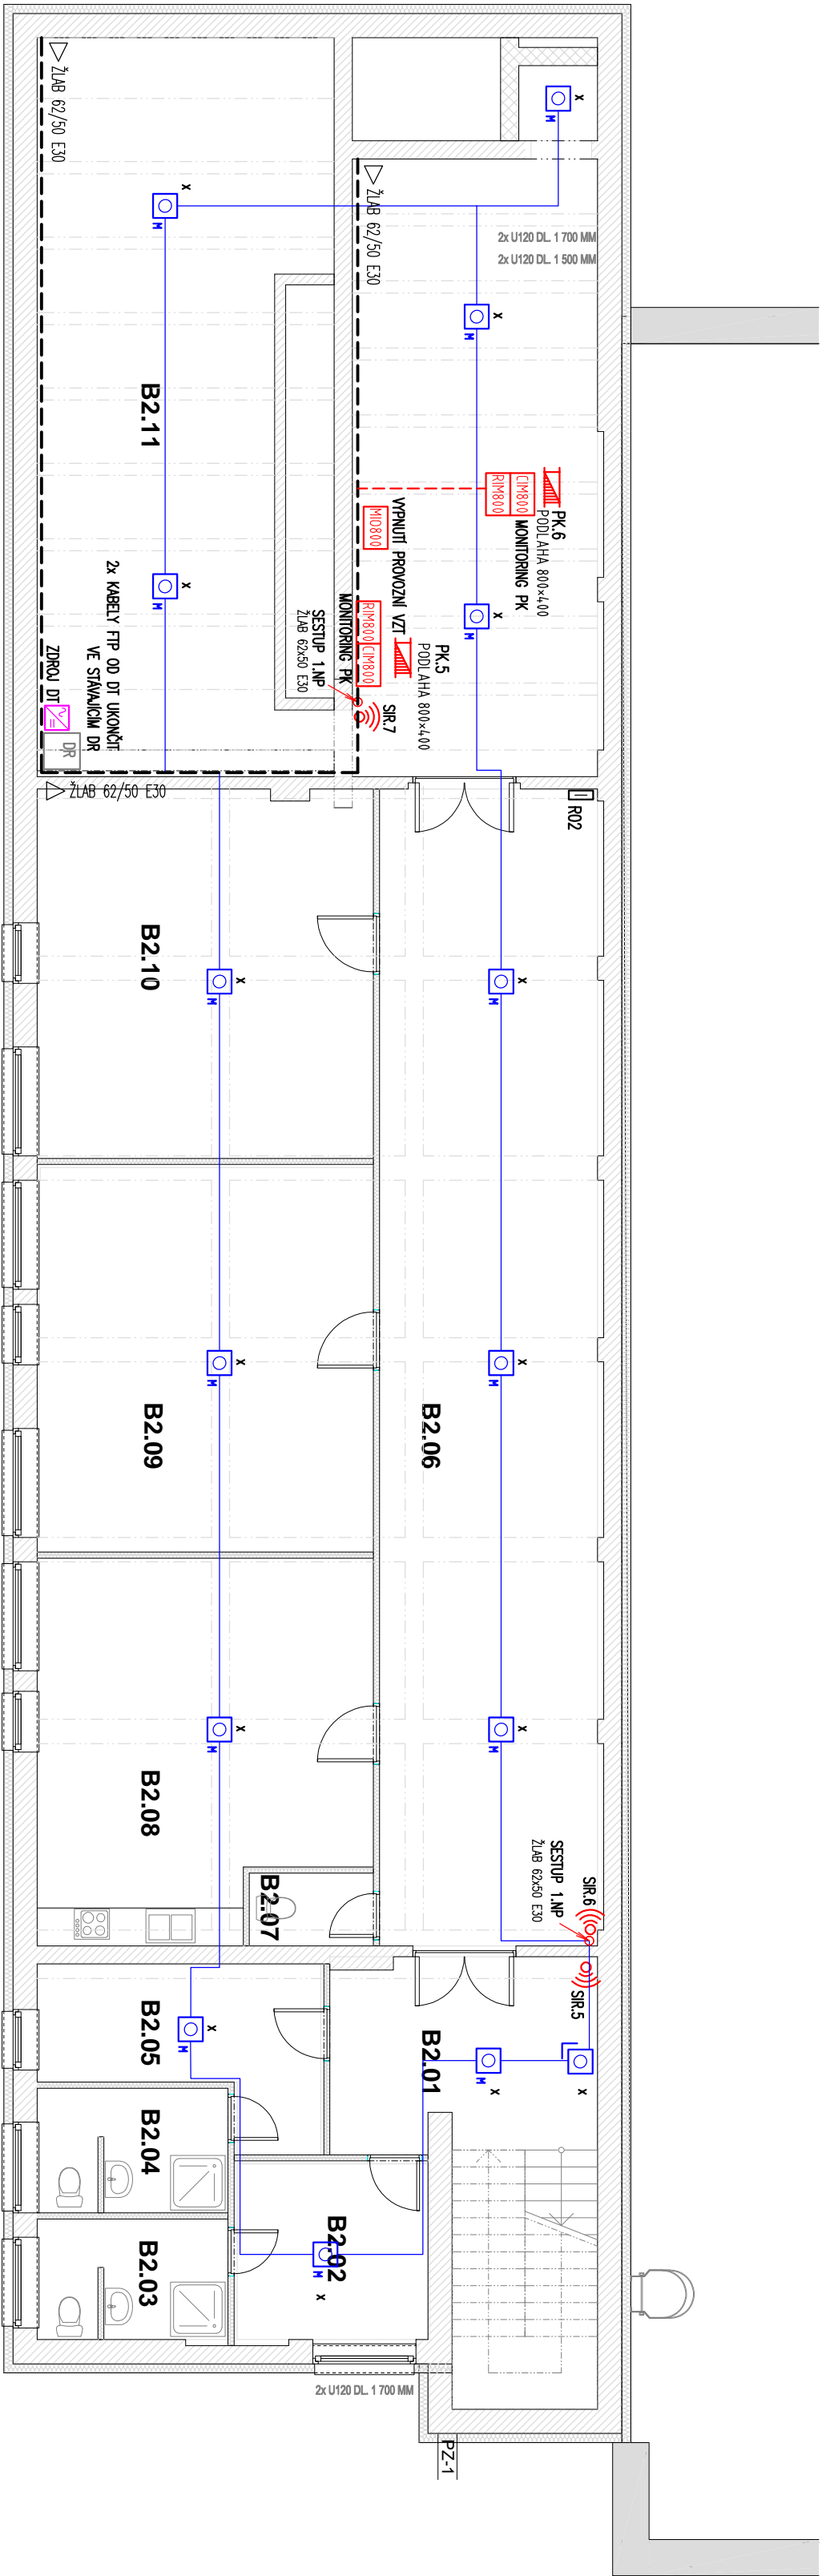 ŽLAB 62/50 E30
X
M
X
M
ŽLAB 62/50 E30
2x U120 DL. 1 700 MM
2x U120 DL. 1 500 MM
X
M
B2.11
PK.6
PODLAHA 800x400
CIM800
RIM800
MONITORING PK
VYPNUTÍ PROVOZNÍ VZT
MIO800
X
M
X
M
PK.5
PODLAHA 800x400
RIM800
CIM800
MONITORING PK
SESTUP 1.NP
ŽLAB 62x50 E30
SIR.7
2x KABELY FTP OD DT UKONČIT
VE STÁVAJÍCÍM DR
ZDROJ DT
DR
ŽLAB 62/50 E30
R02
B2.10
X
M
X
M
X
M
X
M
B2.09
B2.06
X
M
X
M
B2.08
B2.07
SESTUP 1.NP
ŽLAB 62x50 E30
SIR.6
SIR.5
B2.05
X
M
B2.01
X
M
X
B2.04
B2.03
B2.02
M
X
2x U120 DL. 1 700 MM
PZ-1